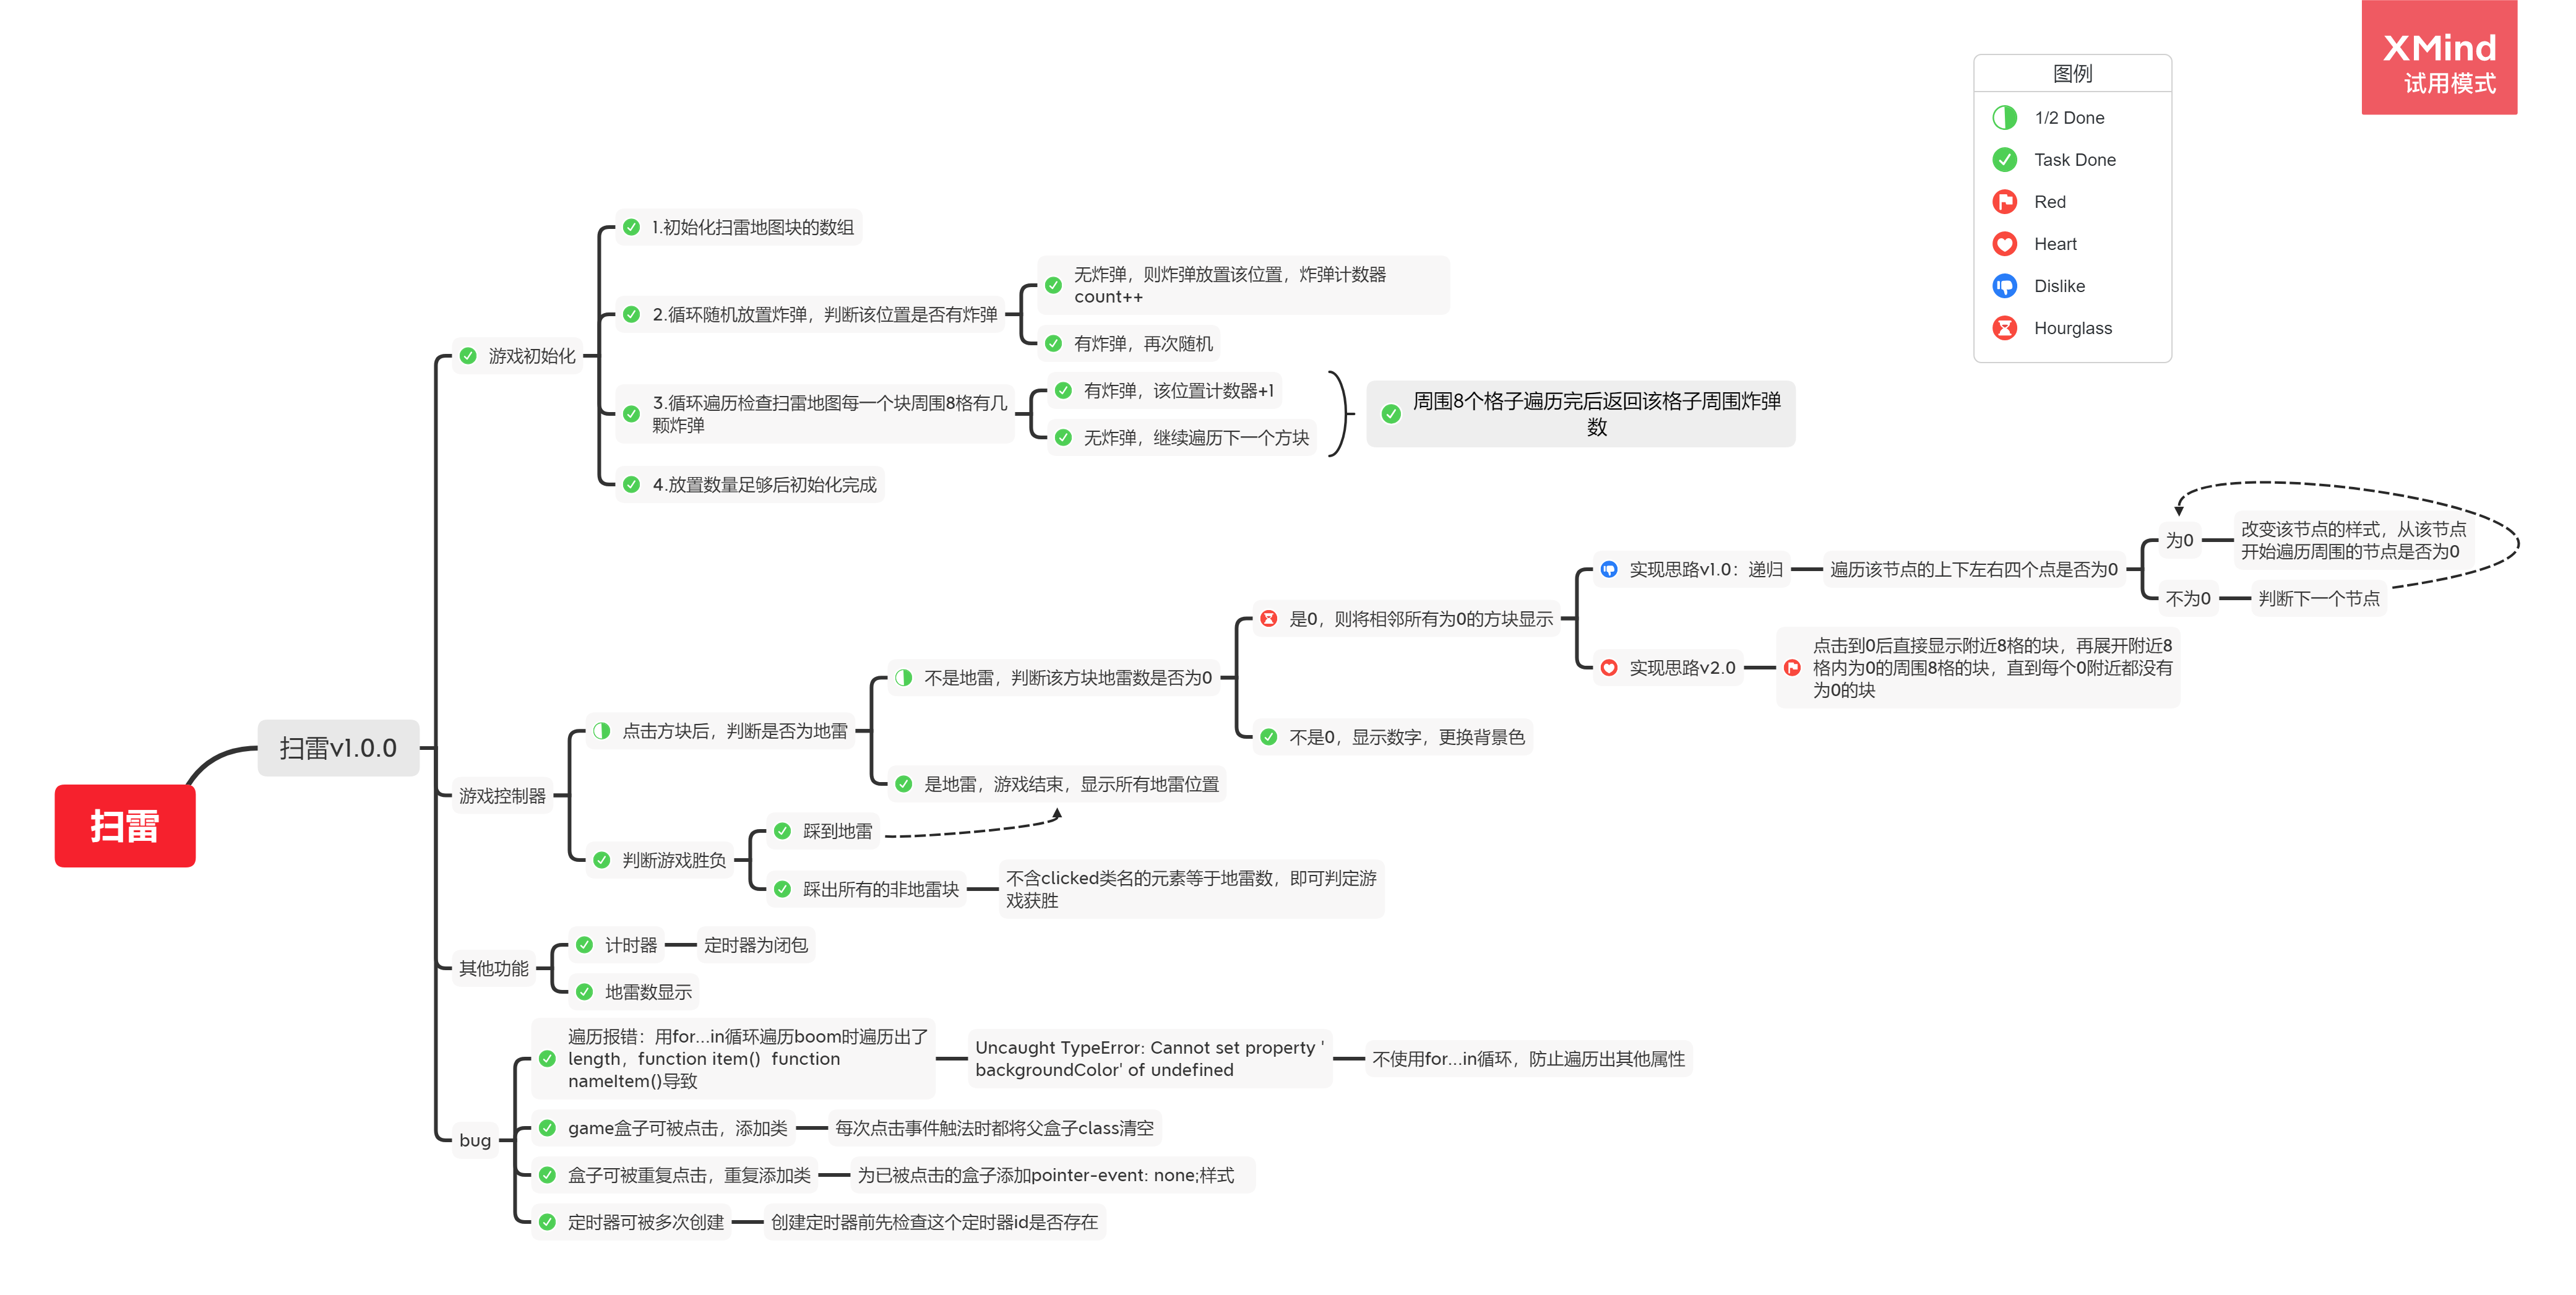 XMind
试用模式
图例
1/2 Done
Task Done
Red
Heart
Dislike
Hourglass
扫雷
扫雷v1.0.0
游戏初始化
1.初始化扫雷地图块的数组
2.循环随机放置炸弹，判断该位置是否有炸弹
无炸弹，则炸弹放置该位置，炸弹计数器
count++
有炸弹，再次随机
3.循环遍历检查扫雷地图每一个块周围8格有几
颗炸弹
有炸弹，该位置计数器+1
无炸弹，继续遍历下一个方块
周围8个格子遍历完后返回该格子周围炸弹
数
4.放置数量足够后初始化完成
游戏控制器
点击方块后，判断是否为地雷
不是地雷，判断该方块地雷数是否为0
是0，则将相邻所有为0的方块显示
实现思路v1.0：递归
遍历该节点的上下左右四个点是否为0
为0
改变该节点的样式，从该节点
开始遍历周围的节点是否为0
不为0
判断下一个节点
实现思路v2.0
点击到0后直接显示附近8格的块，再展开附近8
格内为0的周围8格的块，直到每个0附近都没有
为0的块
不是0，显示数字，更换背景色
是地雷，游戏结束，显示所有地雷位置
判断游戏胜负
踩到地雷
踩出所有的非地雷块
不含clicked类名的元素等于地雷数，即可判定游
戏获胜
其他功能
计时器
定时器为闭包
地雷数显示
bug
遍历报错：用for...in循环遍历boom时遍历出了
length，function item()  function
nameItem()导致
Uncaught TypeError: Cannot set property '
backgroundColor' of undefined
不使用for...in循环，防止遍历出其他属性
game盒子可被点击，添加类
每次点击事件触法时都将父盒子class清空
盒子可被重复点击，重复添加类
为已被点击的盒子添加pointer-event: none;样式
定时器可被多次创建
创建定时器前先检查这个定时器id是否存在